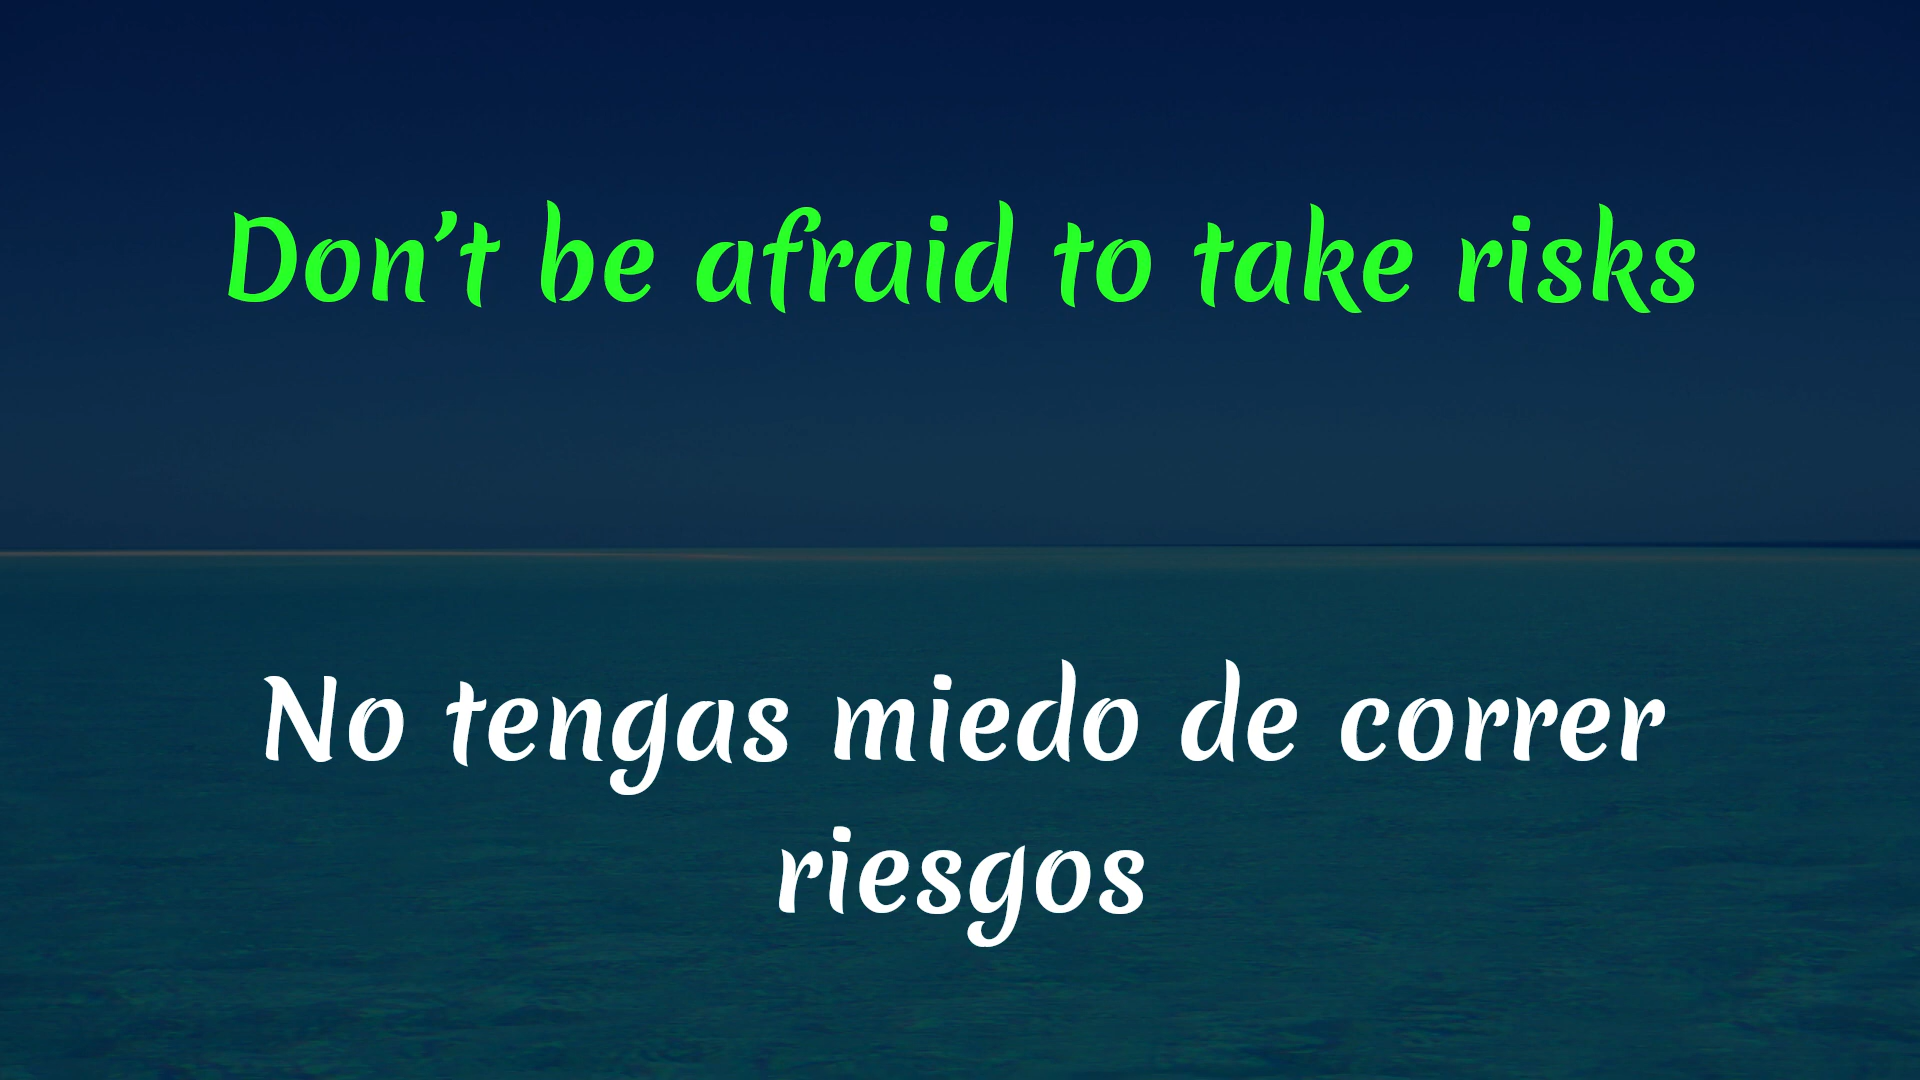 Don’t be afraid to take risks
No tengas miedo de correr
riesgos